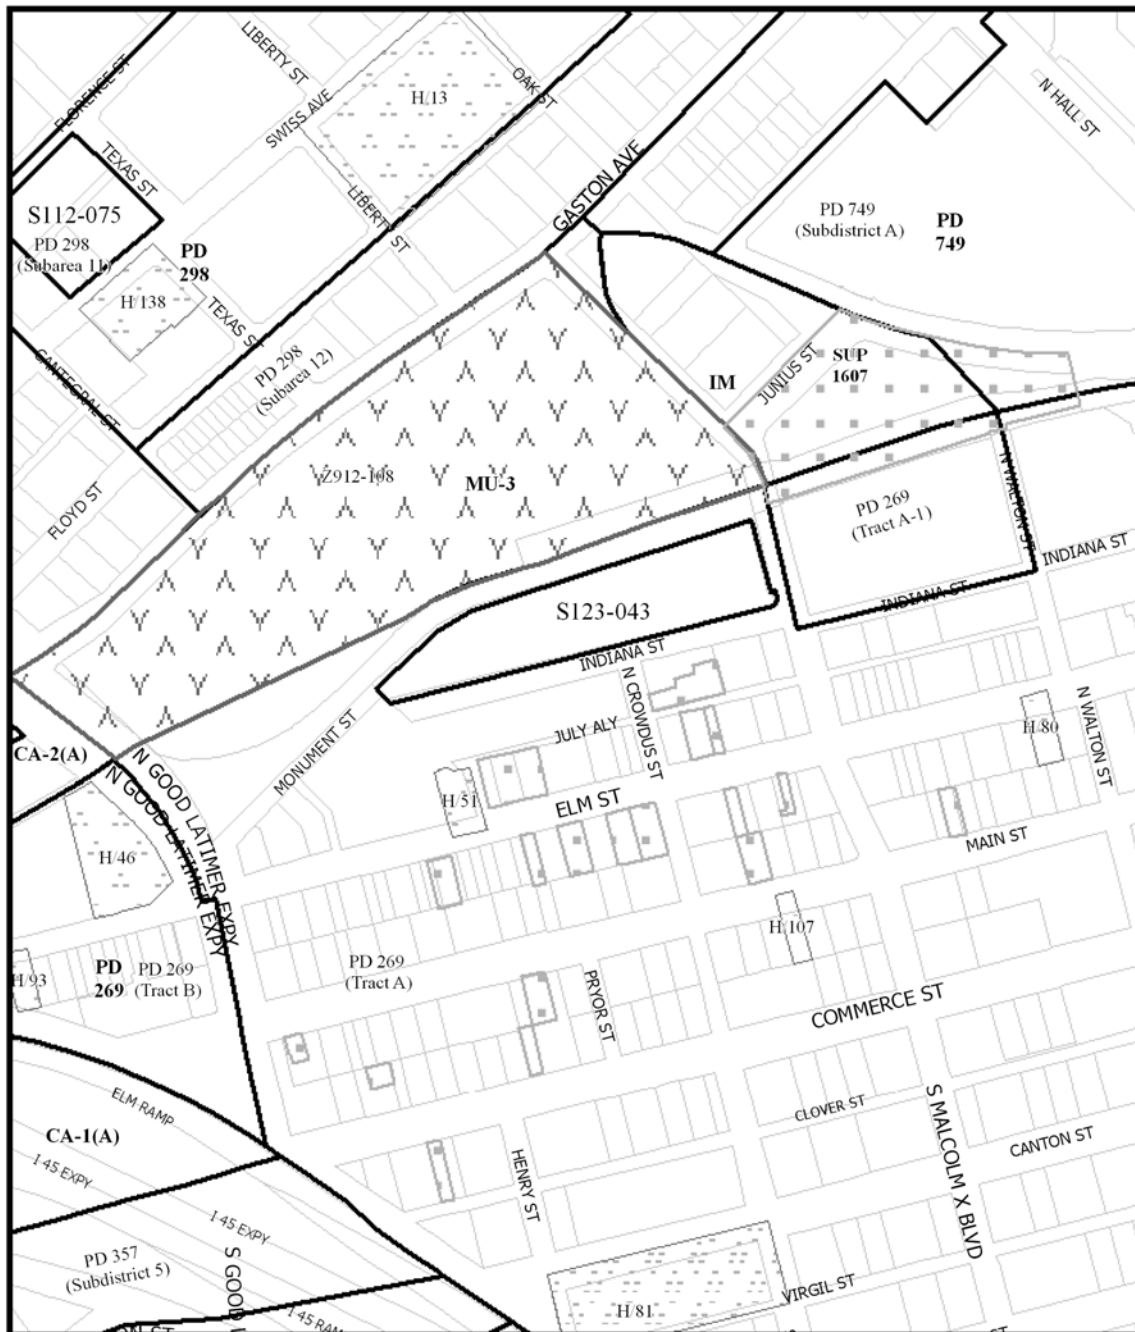 LIBERTY ST
FLORENCE ST
SWISS AVE
H/13
OAK ST
N HALL ST
TEXAS ST
S112-075
PD 298
(Subarea 11)
PD
298
H/138
LIBERTY ST
GASTON AVE
PD 749
(Subdistrict A)
PD
749
TEXAS ST
CANTEGRAL ST
PD 298
(Subarea 12)
IM
JUNIUS ST
SUP
1607
FLOYD ST
Z912-108
MU-3
PD 269
(Tract A-1)
N WALTON ST
INDIANA ST
INDIANA ST
S123-043
INDIANA ST
N CROWDUS ST
JULY ALY
MONUMENT ST
CA-2(A)
N GOOD LATIMER EXPY
N GOOD LATIMER EXPY
H/51
ELM ST
H/80
N WALTON ST
MAIN ST
H/46
H/107
H/93
PD
269
PD 269
(Tract B)
PD 269
(Tract A)
PRYOR ST
COMMERCE ST
ELM RAMP
CLOVER ST
S MALCOLM X BLVD
CANTON ST
CA-1(A)
I-45 EXPY
HENRY ST
I-45 EXPY
PD 357
(Subdistrict 5)
S GOOD
H/81
VIRGIL ST
I-45
ST